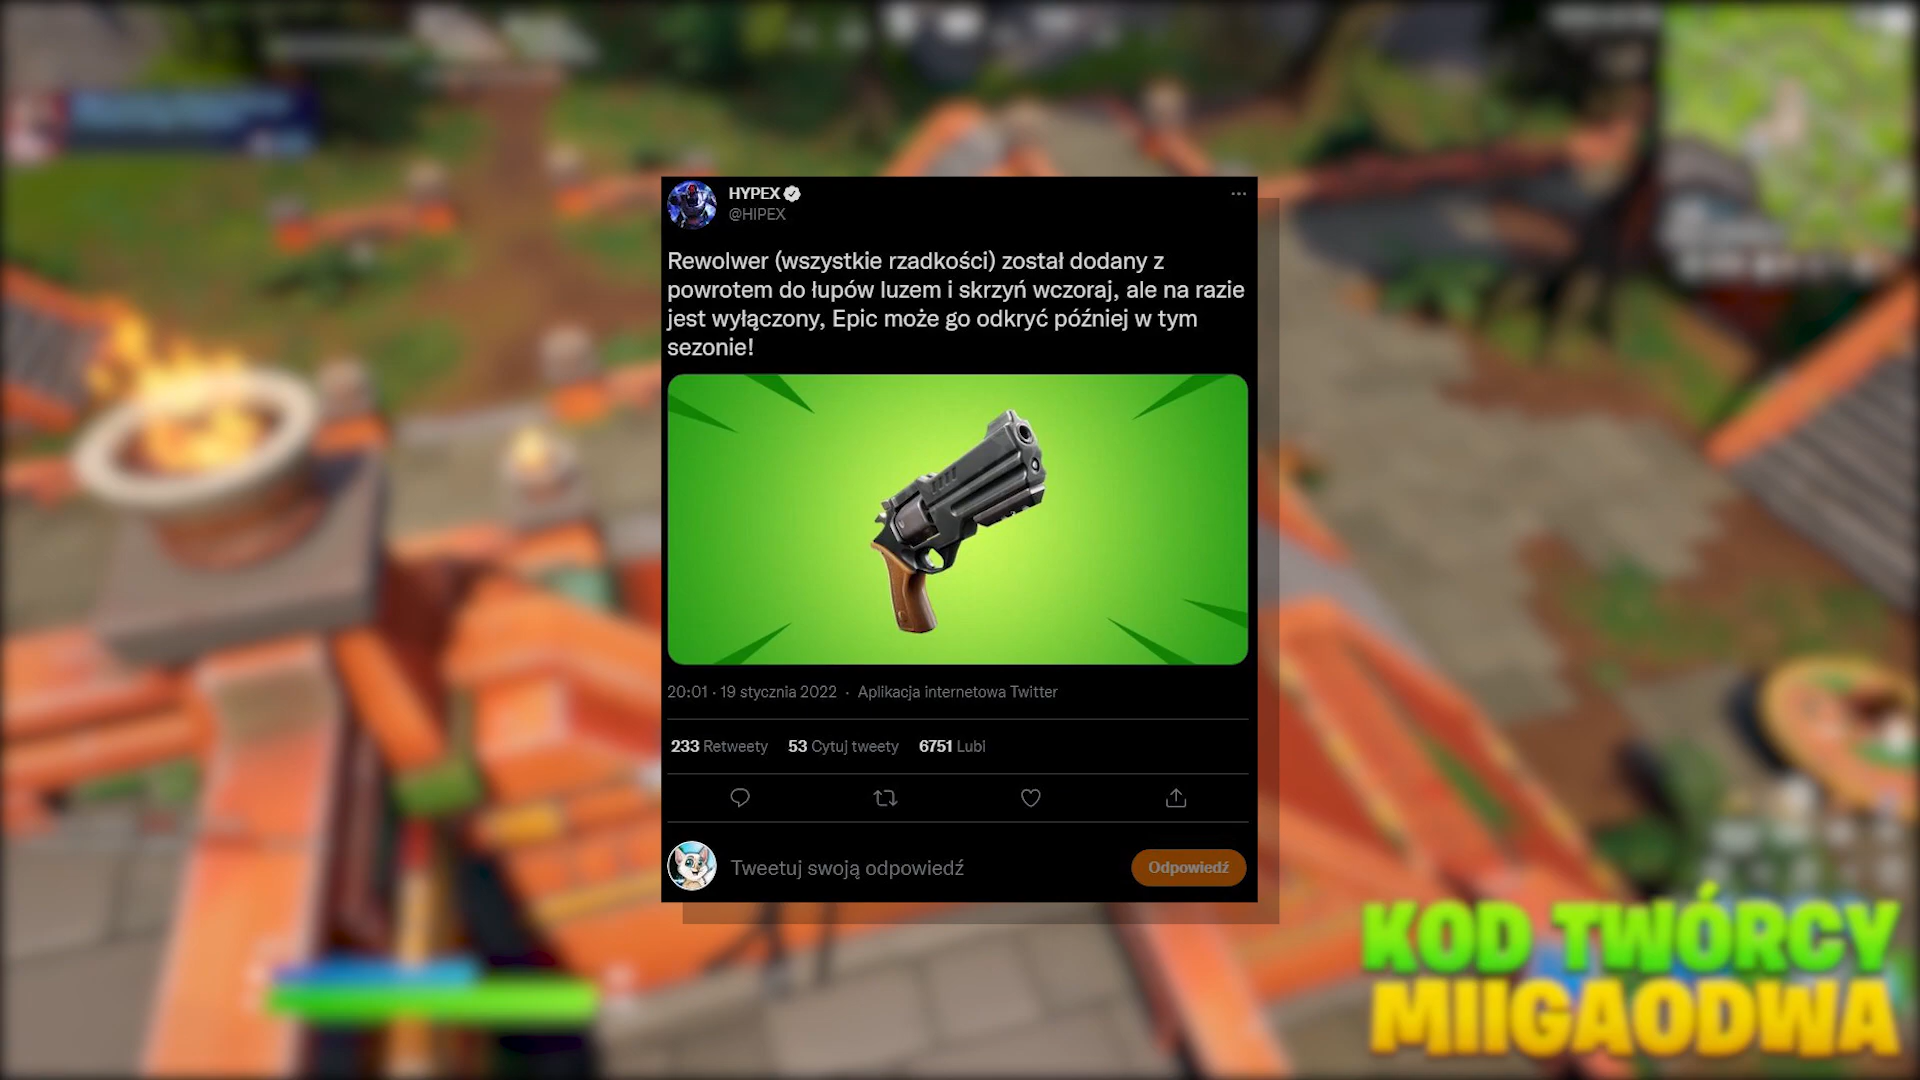 HYPEX
@HIPEX
Rewolwer (wszystkie rzadkości) został dodany z
powrotem do łupów luzem i skrzyń wczoraj, ale na razie
jest wyłączony, Epic może go odkryć później w tym
sezonie!
20:01 · 19 stycznia 2022 · Aplikacja internetowa Twitter
233 Retweety 53 Cytuj tweety 6751 Lubi
Tweetuj swoją odpowiedź
Odpowiedź
KOD TWÓRCY
MIIGAODWA